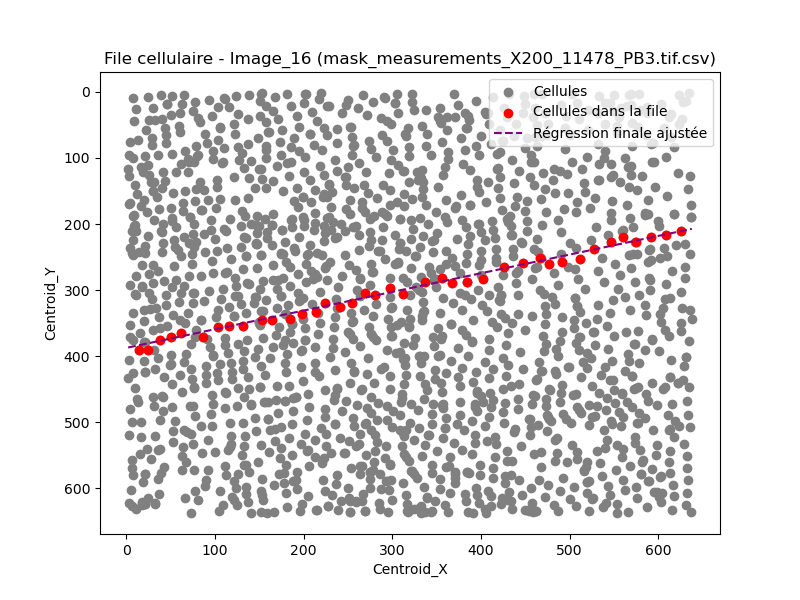 File cellulaire - Image_16 (mask_measurements_X200_11478_PB3.tif.csv)
Cellules
Cellules dans la file
Régression finale ajustée
0
100
200
300
400
500
600
Centroid_Y
0 100 200 300 400 500 600
Centroid_X